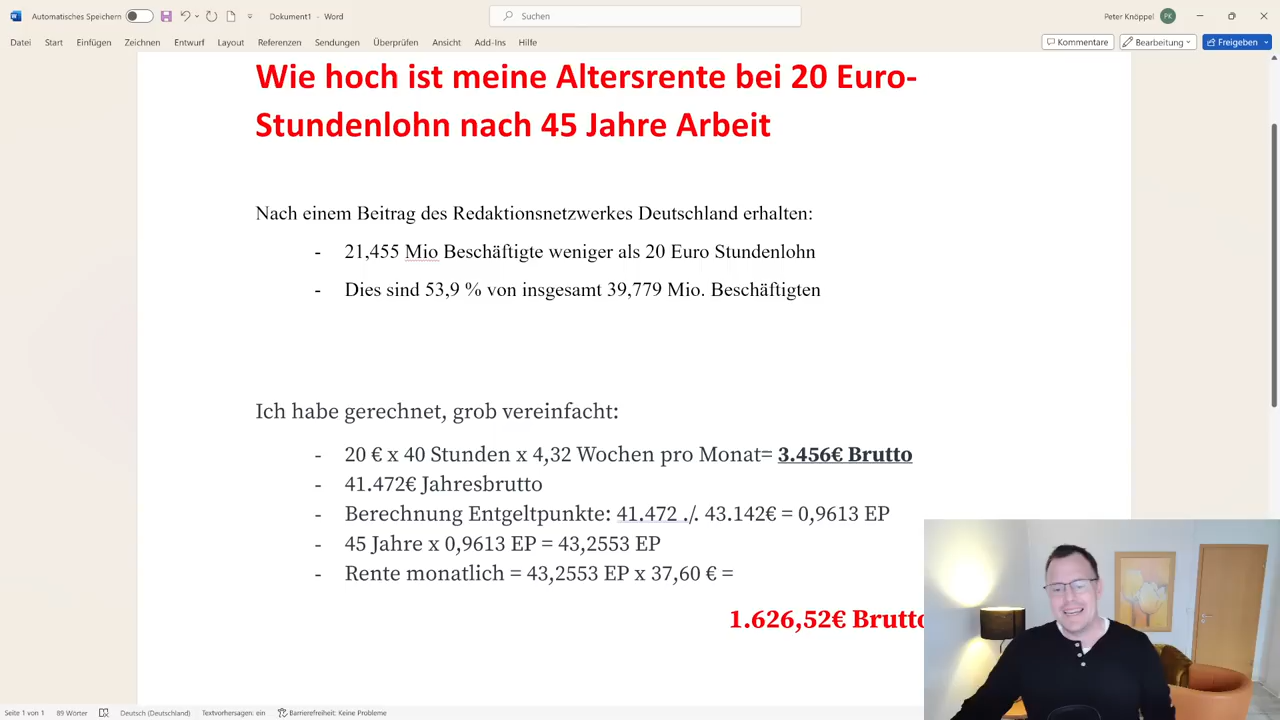 Automatisches Speichern
Dokument1 - Word
Suchen
Peter Knöppel PK
Datei Start Einfügen Zeichnen Entwurf Layout Referenzen Sendungen Überprüfen Ansicht Add-Ins Hilfe
Kommentare Bearbeitung Freigeben
Wie hoch ist meine Altersrente bei 20 Euro-
Stundenlohn nach 45 Jahre Arbeit
Nach einem Beitrag des Redaktionsnetzwerkes Deutschland erhalten:
- 21,455 Mio Beschäftigte weniger als 20 Euro Stundenlohn
- Dies sind 53,9 % von insgesamt 39,779 Mio. Beschäftigten
Ich habe gerechnet, grob vereinfacht:
- 20 € x 40 Stunden x 4,32 Wochen pro Monat= 3.456€ Brutto
- 41.472€ Jahresbrutto
- Berechnung Entgeltpunkte: 41.472 ./. 43.142€ = 0,9613 EP
- 45 Jahre x 0,9613 EP = 43,2553 EP
- Rente monatlich = 43,2553 EP x 37,60 € =
1.626,52€ Brutto
Seite 1 von 1 89 Wörter Deutsch (Deutschland) Textvorhersagen: ein Barrierefreiheit: Keine Probleme